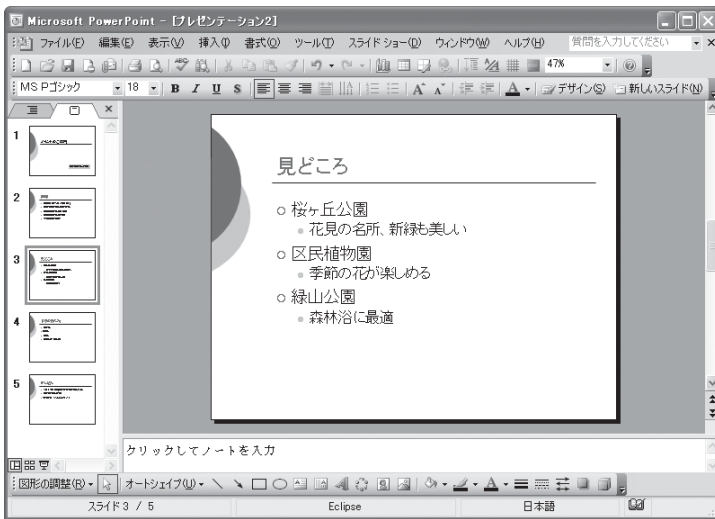 Microsoft PowerPoint - [プレゼンテーション2]
ファイル(F) 編集(E) 表示(V) 挿入(I) 書式(O) ツール(T) スライド ショー(D) ウィンドウ(W) ヘルプ(H) 質問を入力してください
47%
MS Pゴシック 18 B I U S デザイン(S) 新しいスライド(N)
1
2
3
4
5
見どころ
桜ヶ丘公園
花見の名所、新緑も美しい
区民植物園
季節の花が楽しめる
緑山公園
森林浴に最適
クリックしてノートを入力
図形の調整(R) オートシェイプ(U)
スライド 3 / 5 Eclipse 日本語